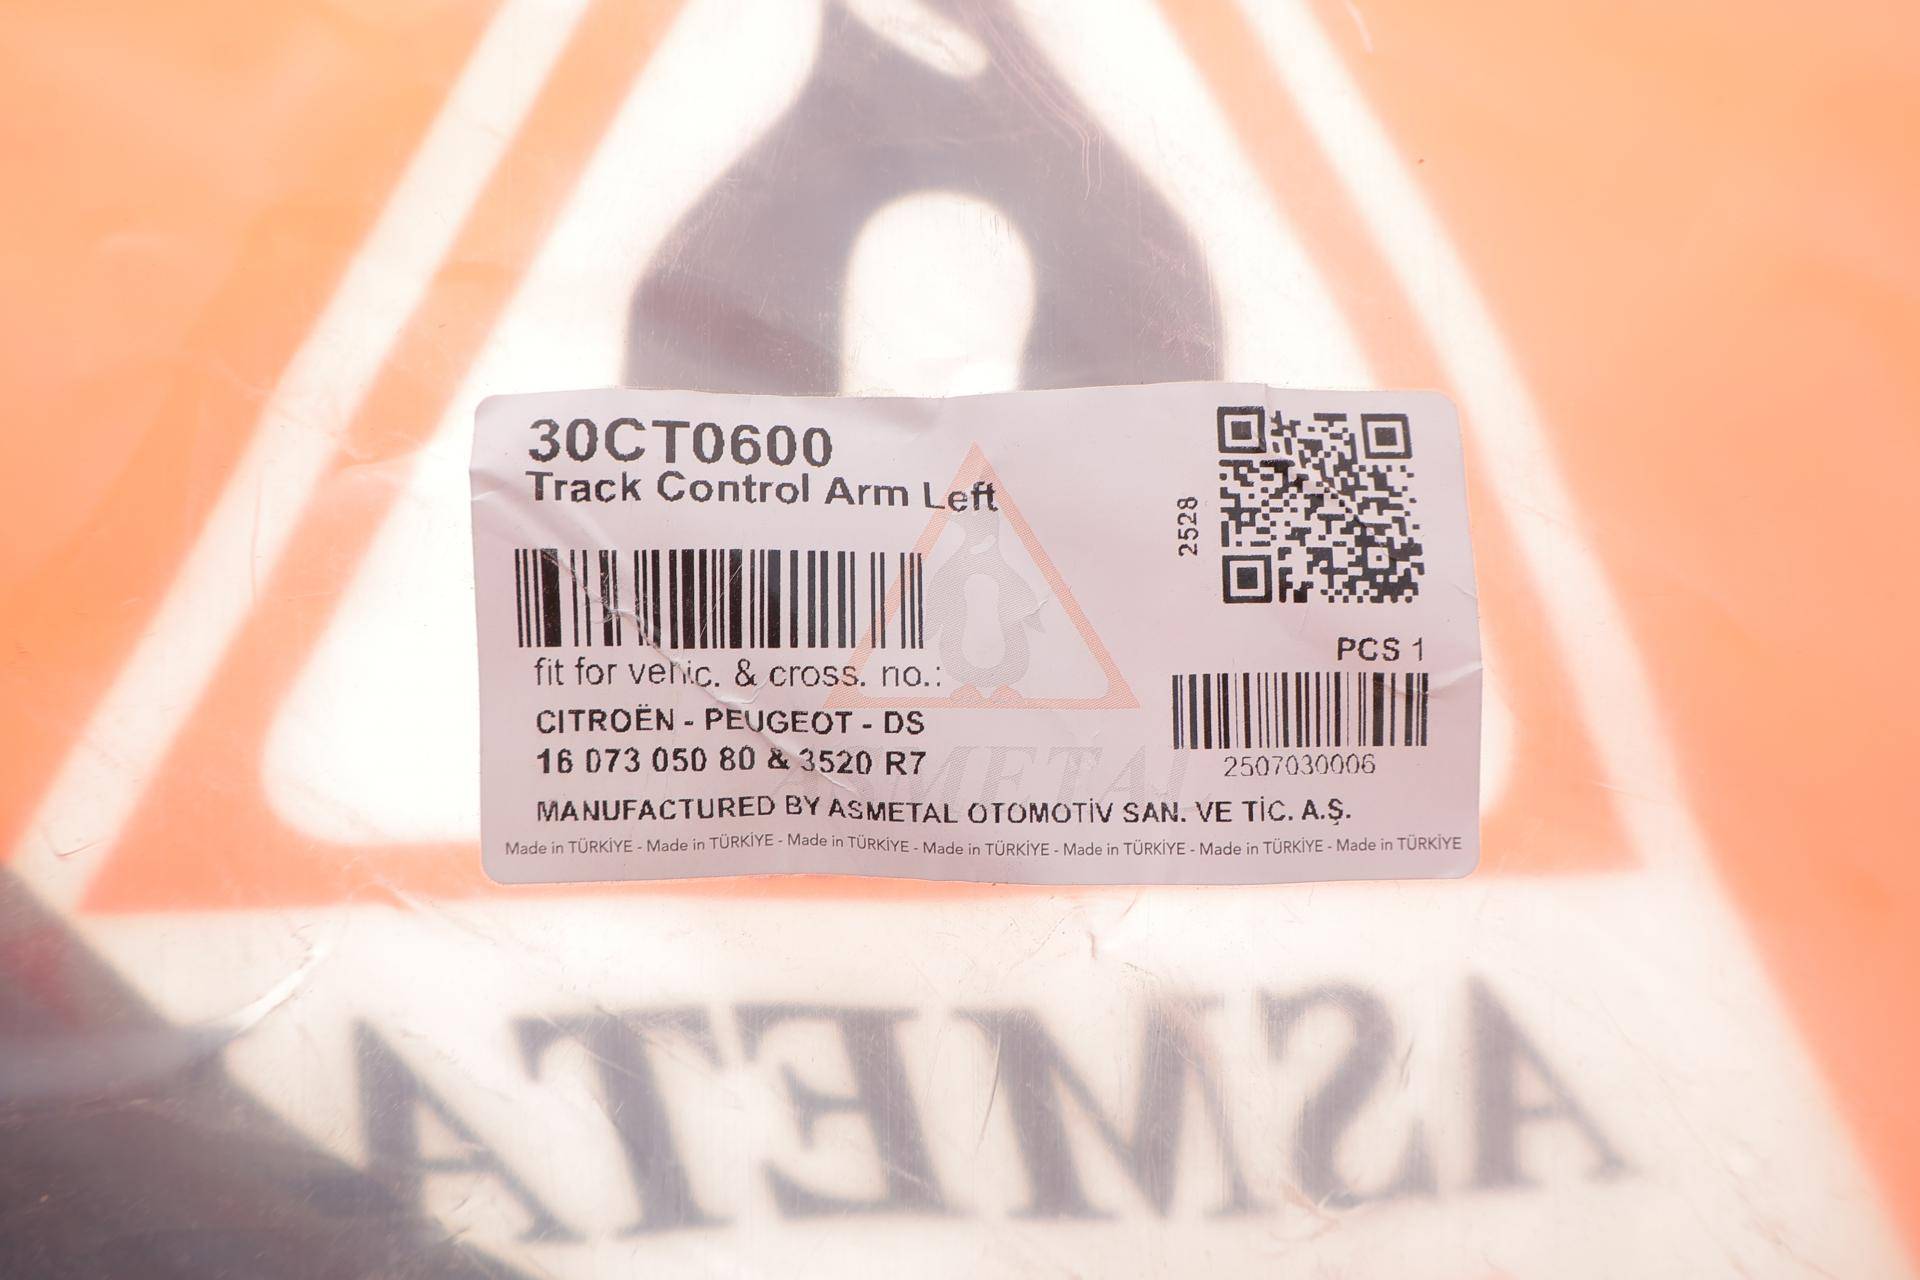 30CT0600
Track Control Arm Left
2528
fit for vehic. & cross. no.:
PCS 1
CITROËN - PEUGEOT - DS
16 073 050 80 & 3520 R7
2507030006
ASMETAL
MANUFACTURED BY ASMETAL OTOMOTİV SAN. VE TİC. A.Ş.
Made in TÜRKİYE - Made in TÜRKİYE - Made in TÜRKİYE - Made in TÜRKİYE - Made in TÜRKİYE - Made in TÜRKİYE - Made in TÜRKİYE
ASMETA